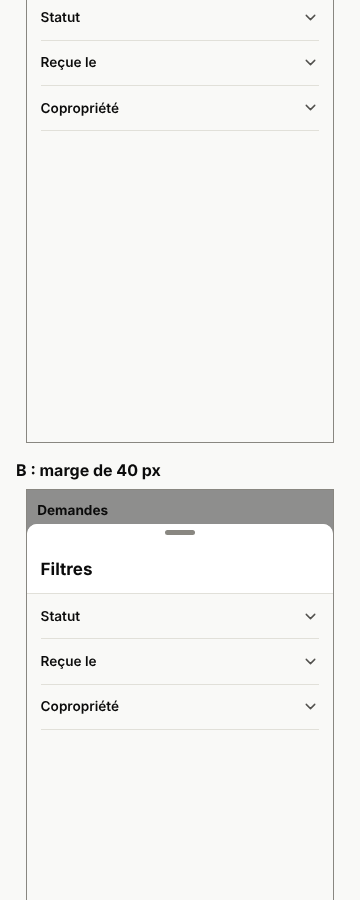 Statut
Reçue le
Copropriété
B : marge de 40 px
Demandes
Filtres
Statut
Reçue le
Copropriété